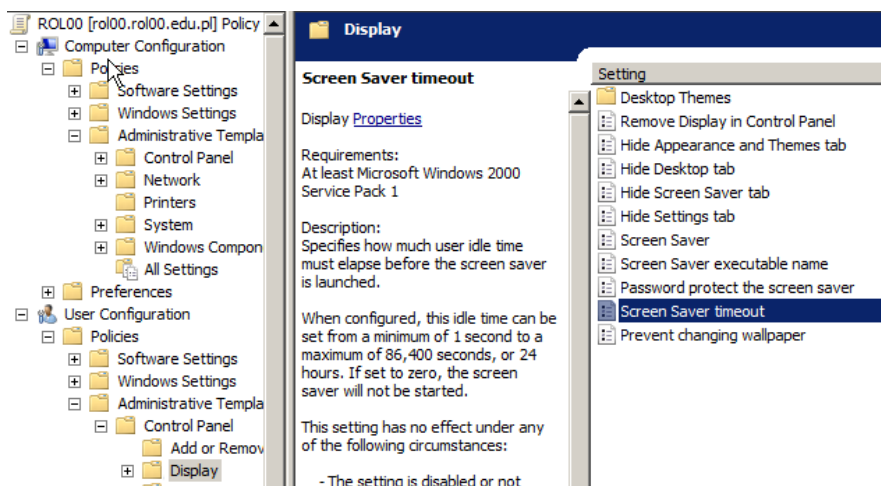 ROL00 [rol00.rol00.edu.pl] Policy
Computer Configuration
Policies
Software Settings
Windows Settings
Administrative Templa
Control Panel
Network
Printers
System
Windows Compon
All Settings
Preferences
User Configuration
Policies
Software Settings
Windows Settings
Administrative Templa
Control Panel
Add or Remov
Display
Display
Screen Saver timeout
Display Properties
Requirements:
At least Microsoft Windows 2000
Service Pack 1
Description:
Specifies how much user idle time
must elapse before the screen saver
is launched.
When configured, this idle time can be
set from a minimum of 1 second to a
maximum of 86,400 seconds, or 24
hours. If set to zero, the screen
saver will not be started.
This setting has no effect under any
of the following circumstances:
- The setting is disabled or not
Setting
Desktop Themes
Remove Display in Control Panel
Hide Appearance and Themes tab
Hide Desktop tab
Hide Screen Saver tab
Hide Settings tab
Screen Saver
Screen Saver executable name
Password protect the screen saver
Screen Saver timeout
Prevent changing wallpaper